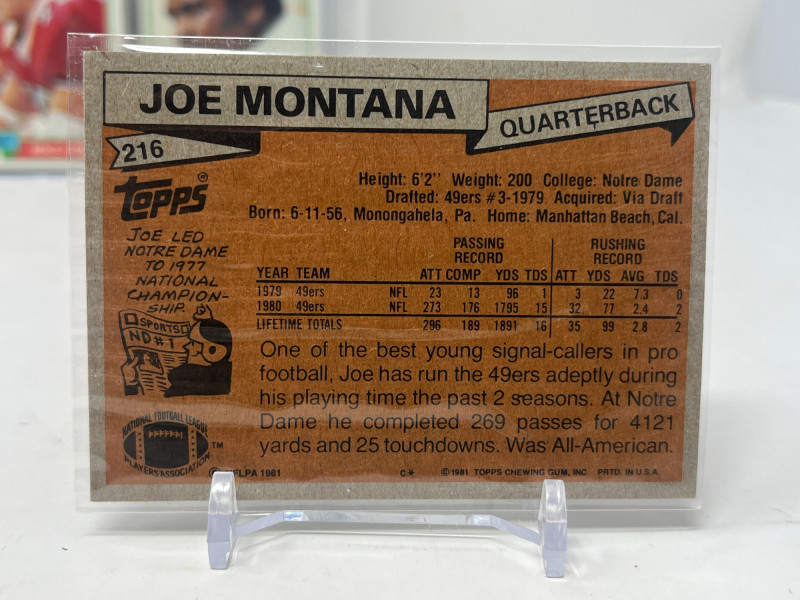 JOE MONTANA
QUARTERBACK
216
TOPPS®
Height: 6'2'' Weight: 200 College: Notre Dame
Drafted: 49ers #3-1979 Acquired: Via Draft
Born: 6-11-56, Monongahela, Pa. Home: Manhattan Beach, Cal.
JOE LED
NOTRE DAME
TO 1977
NATIONAL
CHAMPION-
SHIP.
SPORTS
ND#1
PASSING RUSHING
RECORD RECORD
YEAR TEAM ATT COMP YDS TDS ATT YDS AVG TDS
1979 49ers NFL 23 13 96 1 3 22 7.3 0
1980 49ers NFL 273 176 1795 15 32 77 2.4 2
LIFETIME TOTALS 296 189 1891 16 35 99 2.8 2
One of the best young signal-callers in pro
football, Joe has run the 49ers adeptly during
his playing time the past 2 seasons. At Notre
Dame he completed 269 passes for 4121
yards and 25 touchdowns. Was All-American.
NATIONAL FOOTBALL LEAGUE
TM
PLAYERS ASSOCIATION
NFLPA 1981
C* © 1981 TOPPS CHEWING GUM, INC. PRTD. IN U.S.A.